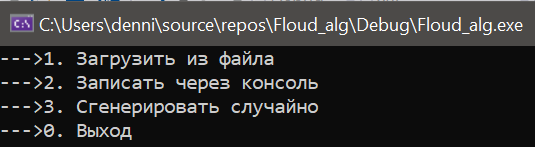 C:\Users\denni\source\repos\Floud_alg\Debug\Floud_alg.exe
--->1. Загрузить из файла
--->2. Записать через консоль
--->3. Сгенерировать случайно
--->0. Выход